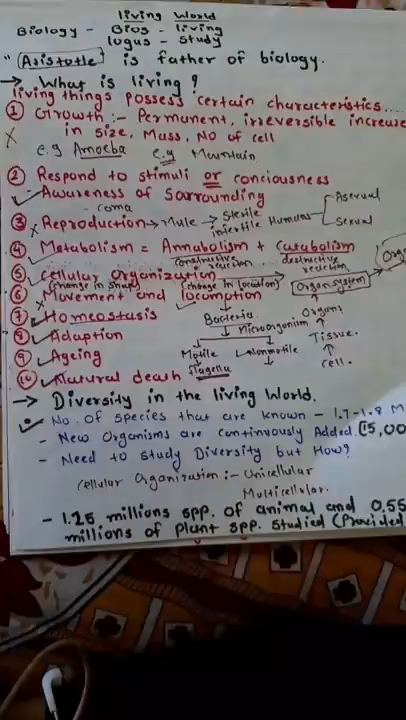 living World
Biology - Bios - living
logus - study
"Aristotle" is father of biology.
→ What is living?
living things possess certain characteristics....
① Growth :- Permenent, irreversible increase
X in size, Mass, No of cell
e.g Amoeba e.g Mountain
② Respond to stimuli or conciousness
✓ Awareness of Sorrounding
coma
③ x Reproduction → Mule → Sterile Humans Asexual
infertile Sexual
④ Metabolism = Annabolism + Catabolism
constructive reaction destructive reaction
⑤ Cellular organization Organ system
(change in shape) (change in location)
⑥ x Movement and locomotion
⑦ ✓ Homeostasis Bacteria Organs
⑧ ✓ Adaption Microorganism Tissue.
⑨ ✓ Ageing Motile Nonmotile cell.
⑩ ✓ Natural death flagella
→ Diversity in the living World.
✓ No. of species that are known - 1.7-1.8 M
- New Organisms are continuously Added. (15,00
- Need to study Diversity but How?
cellular Organization :- Unicellular
Multicellular.
- 1.25 millions spp. of animal and 0.55
millions of plant spp. studied (Provided